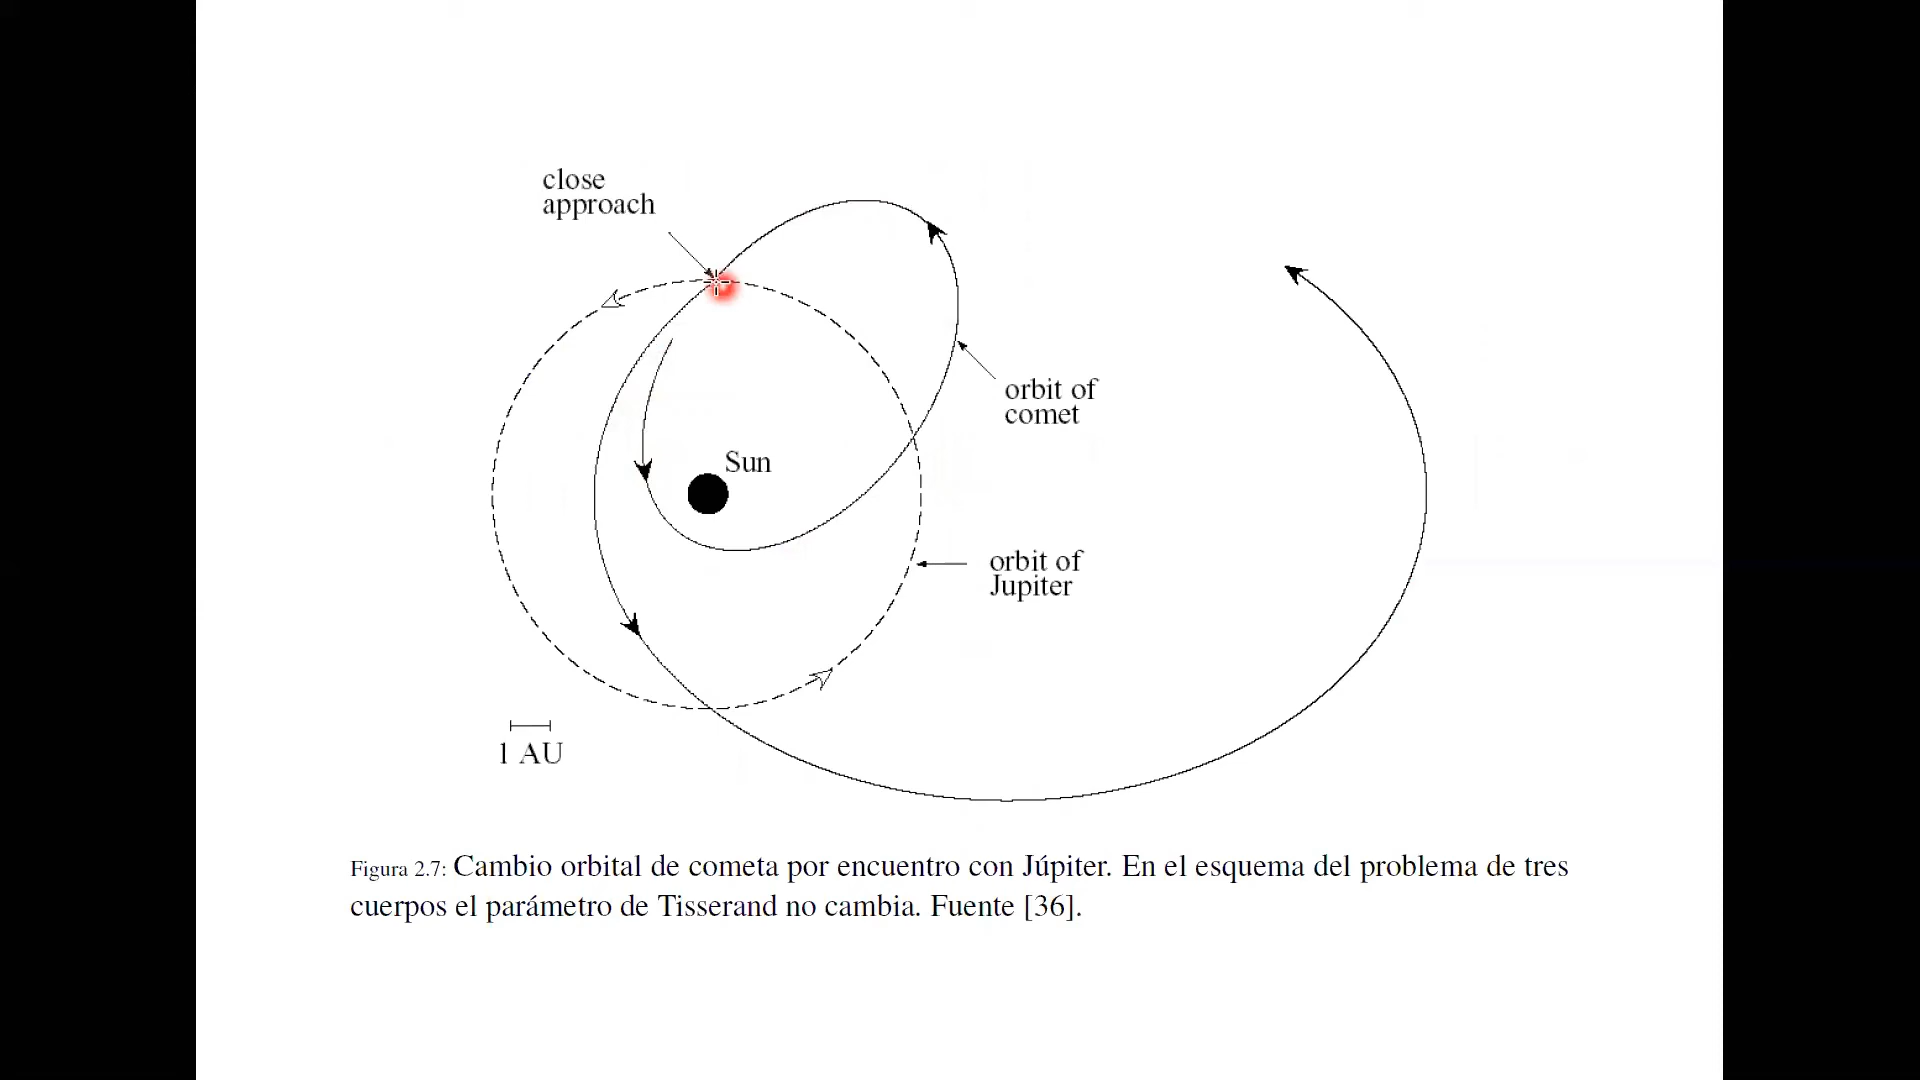 close
approach
orbit of
comet
Sun
orbit of
Jupiter
1 AU
Figura 2.7: Cambio orbital de cometa por encuentro con Júpiter. En el esquema del problema de tres
cuerpos el parámetro de Tisserand no cambia. Fuente [36].